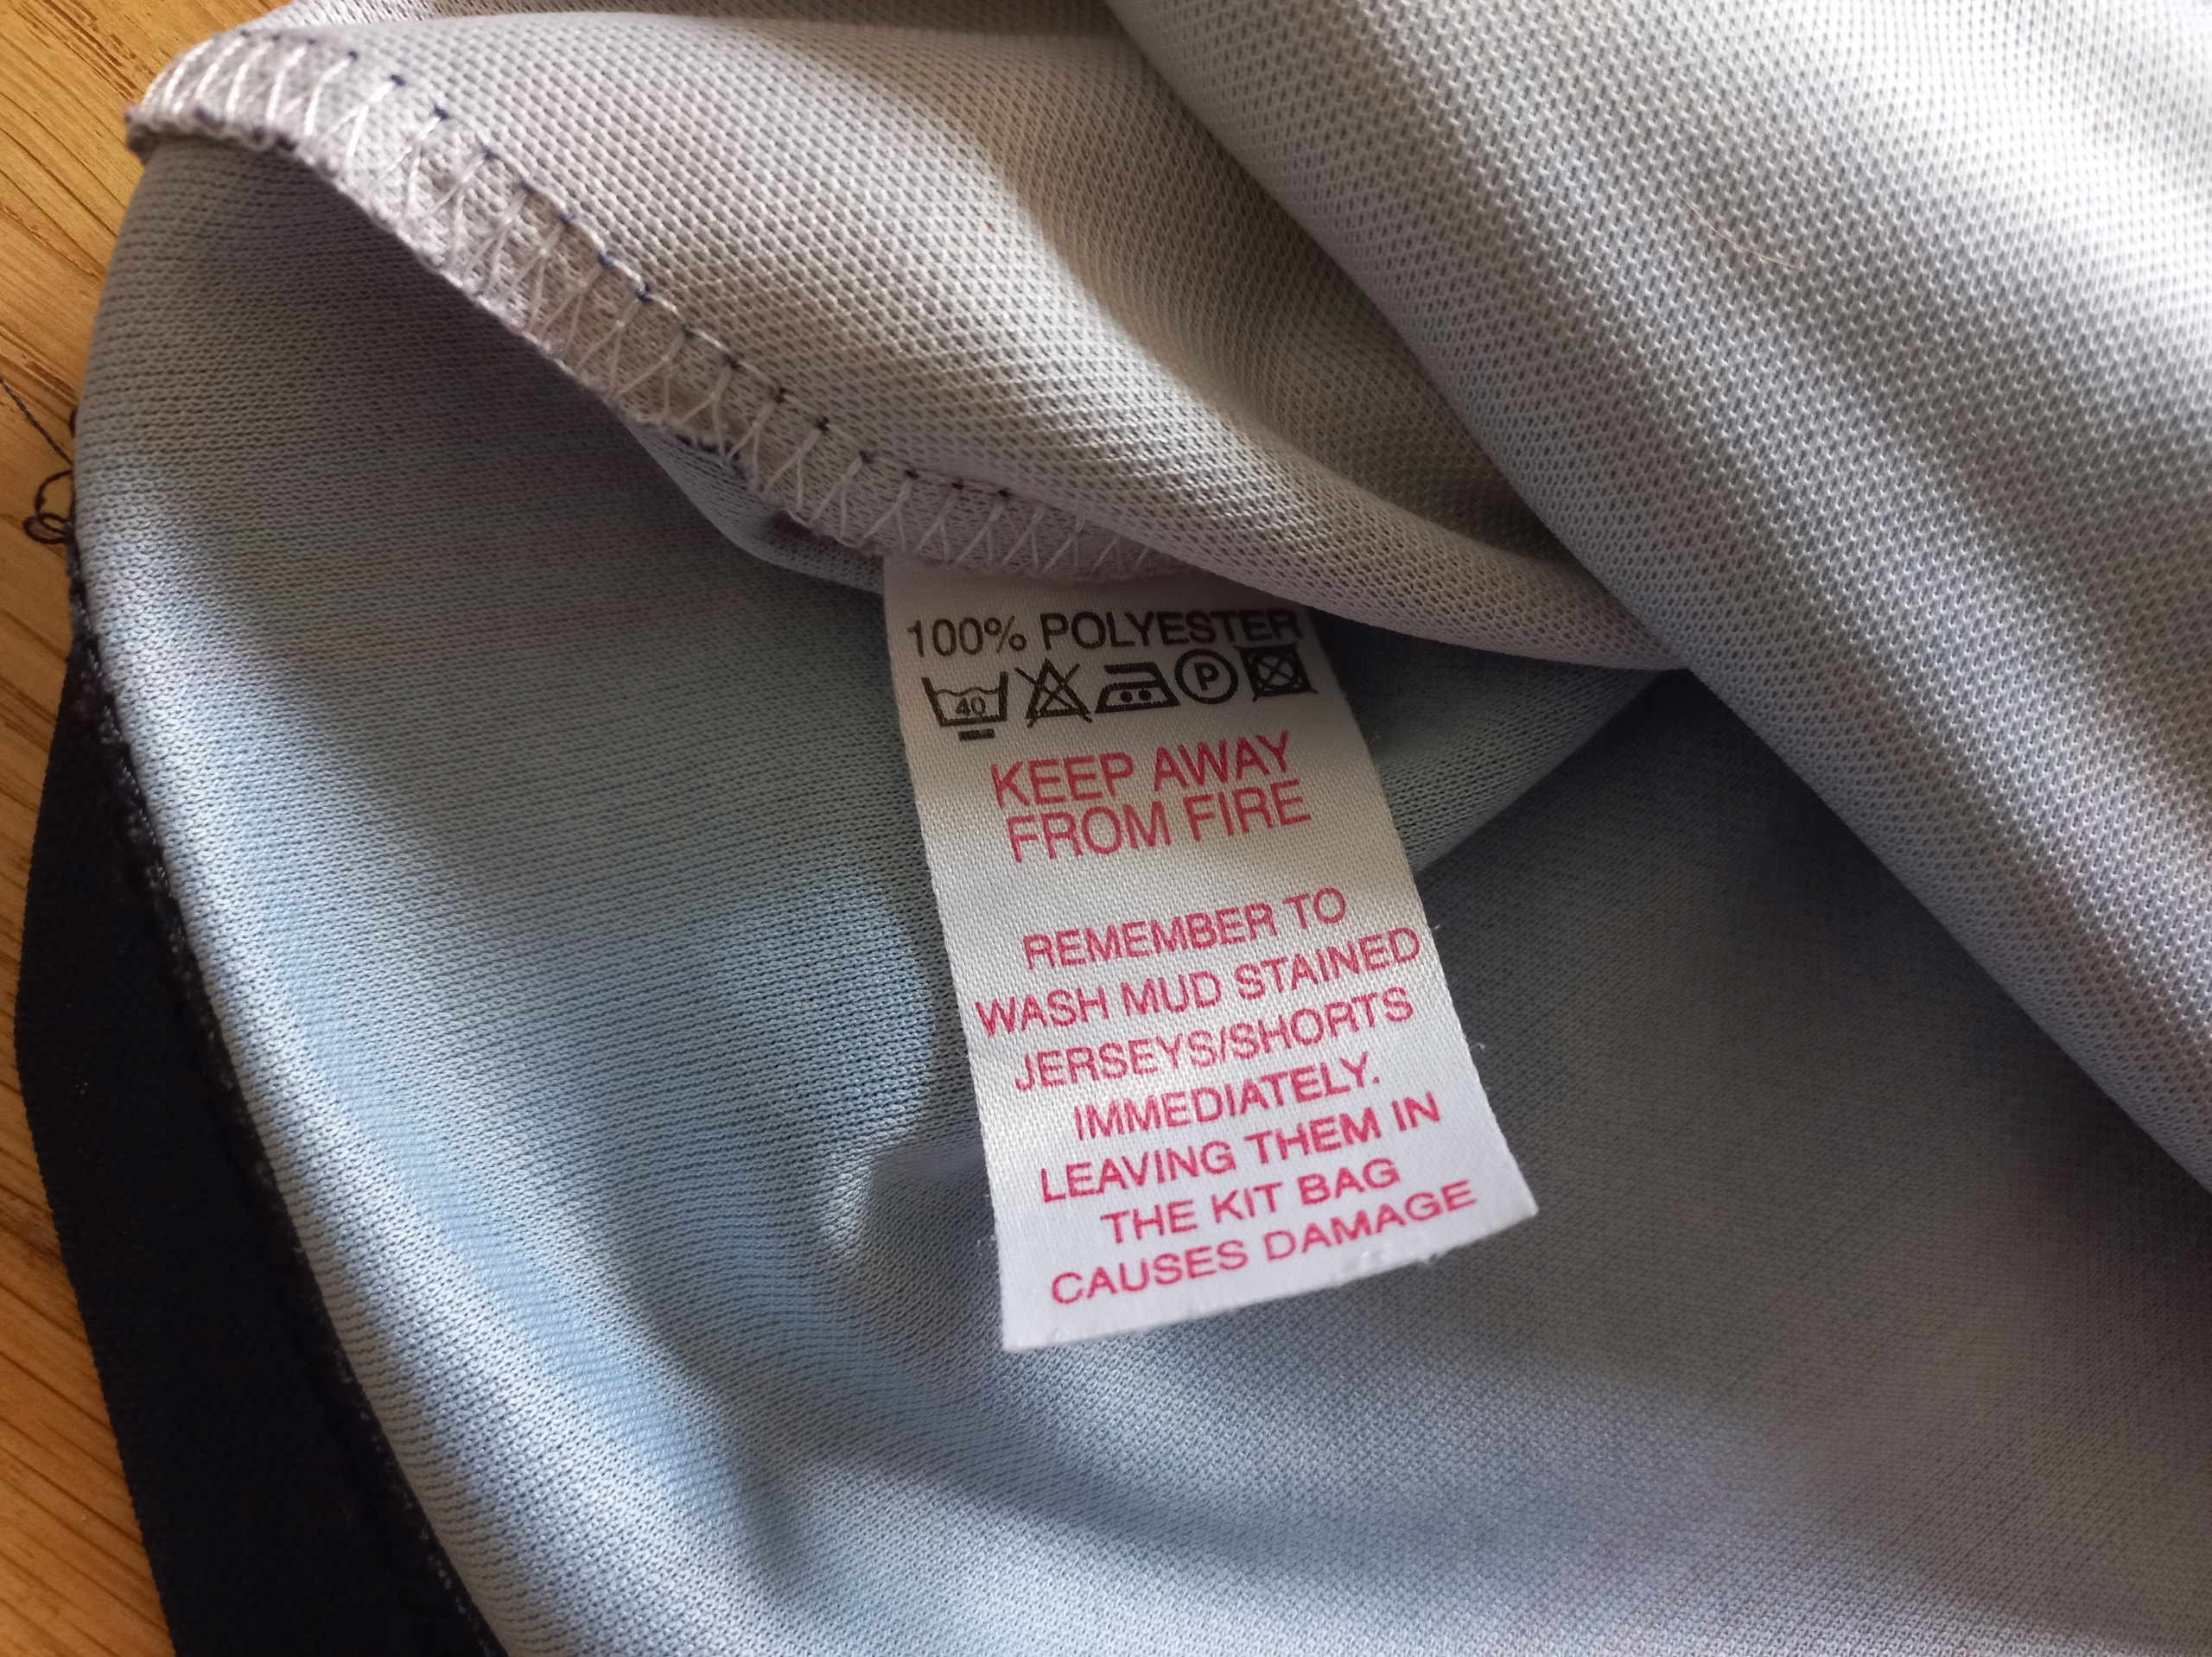 100% POLYESTER
40 P
KEEP AWAY
FROM FIRE
REMEMBER TO
WASH MUD STAINED
JERSEYS/SHORTS
IMMEDIATELY.
LEAVING THEM IN
THE KIT BAG
CAUSES DAMAGE